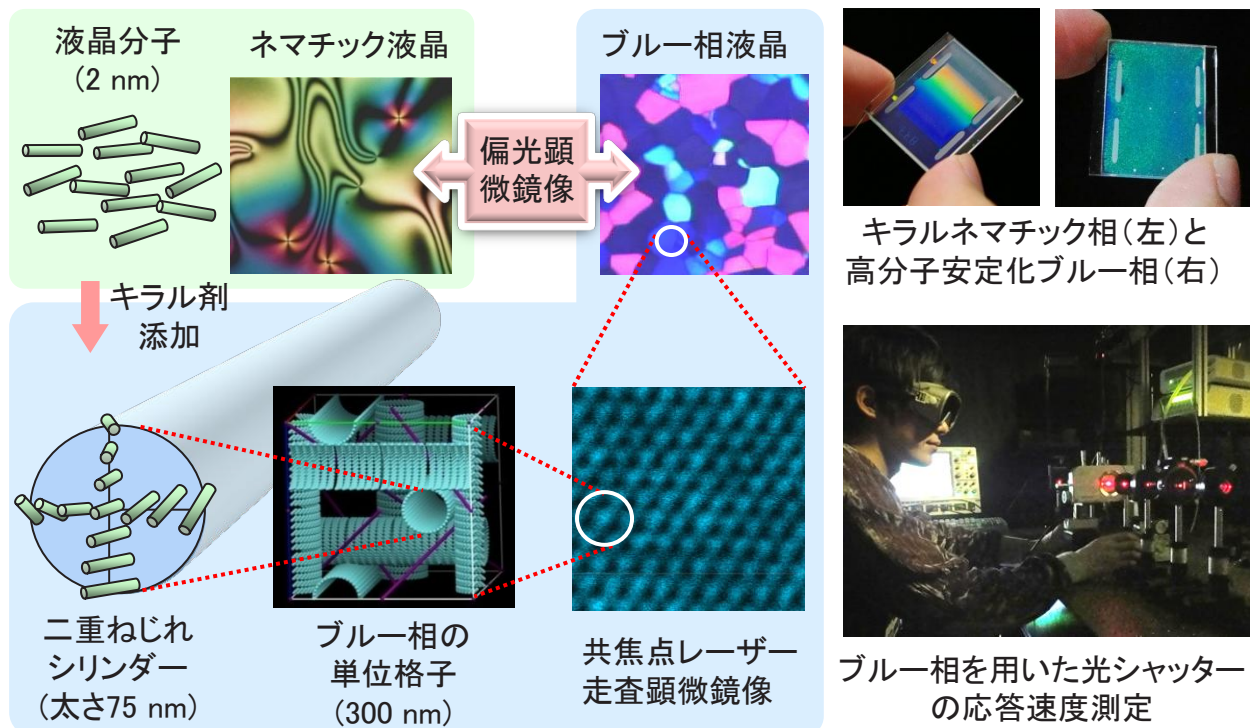 液晶分子
(2 nm)
ネマチック液晶
ブルー相液晶
偏光顕
微鏡像
キラル剤
添加
キラルネマチック相(左)と
高分子安定化ブルー相(右)
二重ねじれ
シリンダー
(太さ75 nm)
ブルー相の
単位格子
(300 nm)
共焦点レーザー
走査顕微鏡像
ブルー相を用いた光シャッター
の応答速度測定